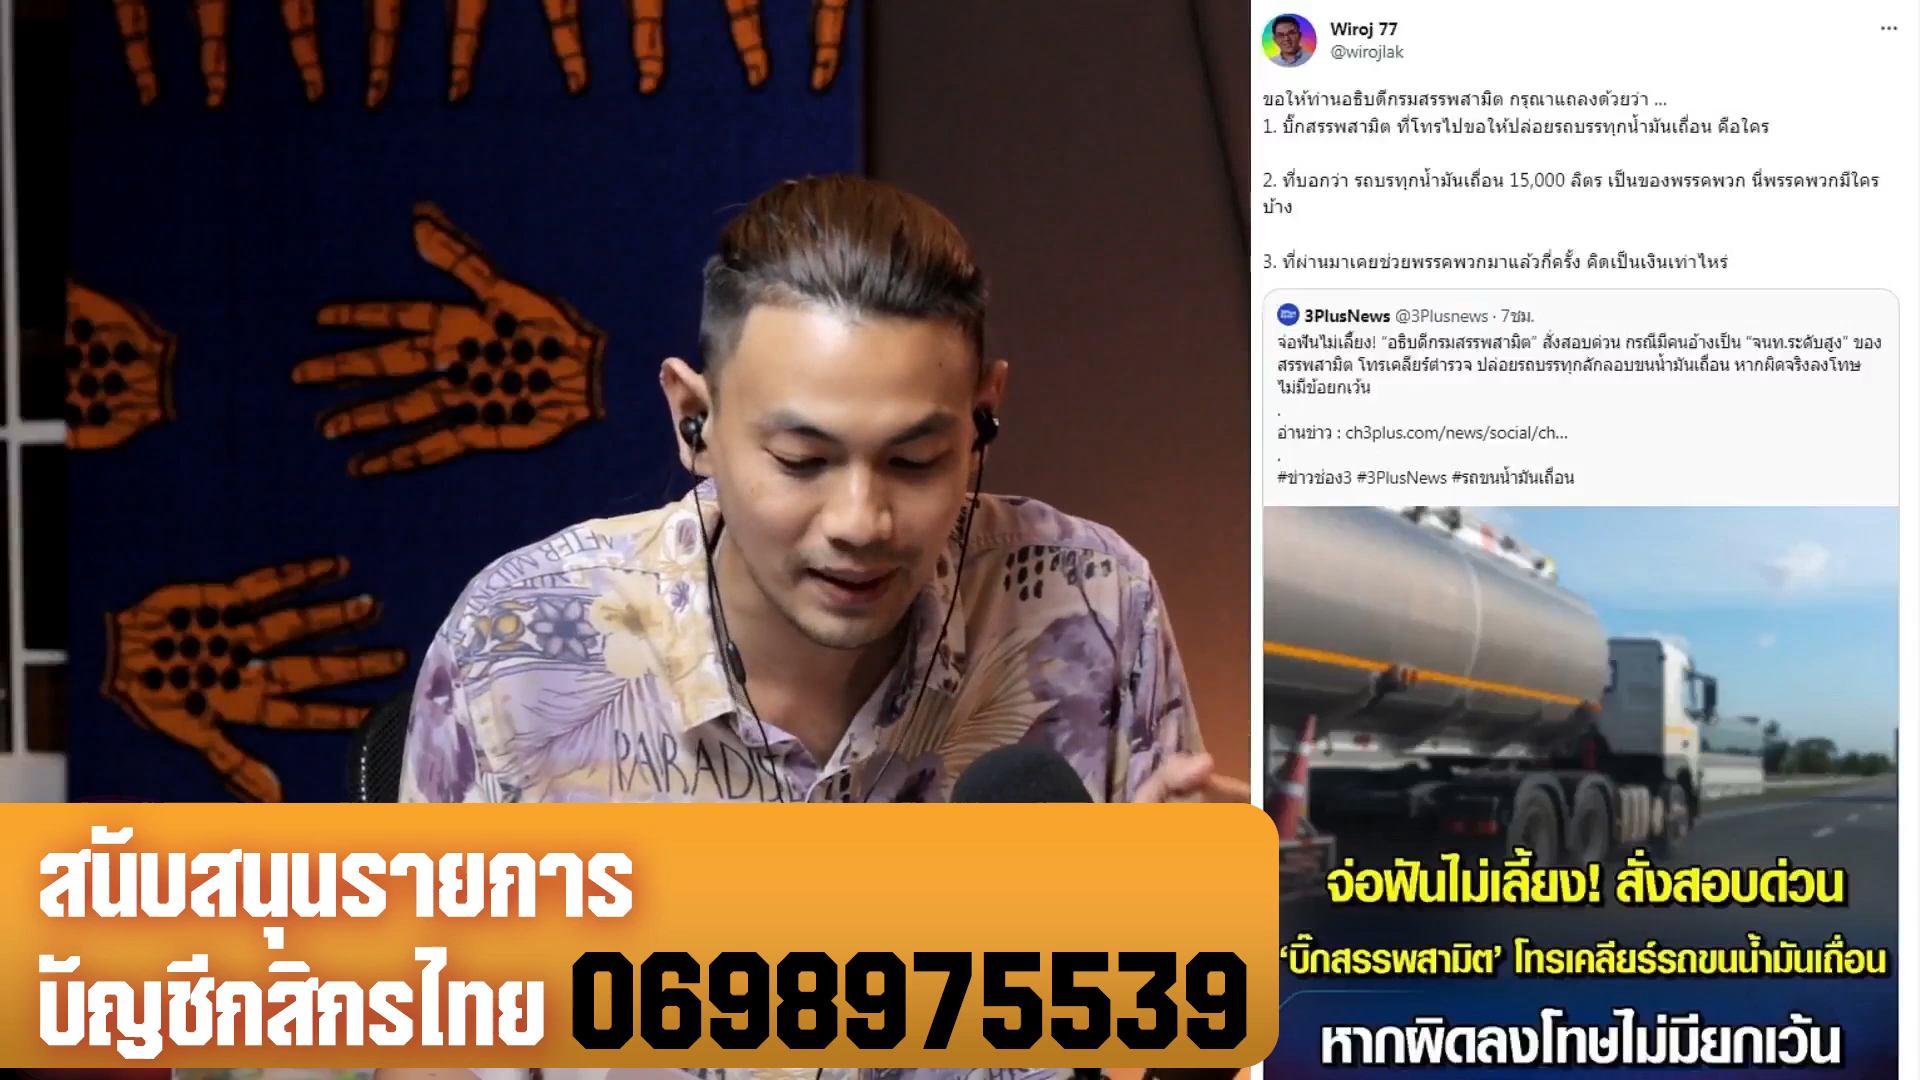 Wiroj 77
@wirojlak
ขอให้ท่านอธิบดีกรมสรรพสามิต กรุณาแถลงด้วยว่า ...
1. บิ๊กสรรพสามิต ที่โทรไปขอให้ปล่อยรถบรรทุกน้ำมันเถื่อน คือใคร
2. ที่บอกว่า รถบรทุกน้ำมันเถื่อน 15,000 ลิตร เป็นของพรรคพวก นี่พรรคพวกมีใคร
บ้าง
3. ที่ผ่านมาเคยช่วยพรรคพวกมาแล้วกี่ครั้ง คิดเป็นเงินเท่าไหร่
3PlusNews @3Plusnews · 7ชม.
จ่อฟันไม่เลี้ยง! “อธิบดีกรมสรรพสามิต” สั่งสอบด่วน กรณีมีคนอ้างเป็น “จนท.ระดับสูง” ของ
สรรพสามิต โทรเคลียร์ตำรวจ ปล่อยรถบรรทุกลักลอบขนน้ำมันเถื่อน หากผิดจริงลงโทษ
ไม่มีข้อยกเว้น
.
อ่านข่าว : ch3plus.com/news/social/ch...
.
#ข่าวช่อง3 #3PlusNews #รถขนน้ำมันเถื่อน
จ่อฟันไม่เลี้ยง! สั่งสอบด่วน
‘บิ๊กสรรพสามิต’ โทรเคลียร์รถขนน้ำมันเถื่อน
หากผิดลงโทษไม่มียกเว้น
PARADISE
สนับสนุนรายการ
บัญชีกสิกรไทย 0698975539